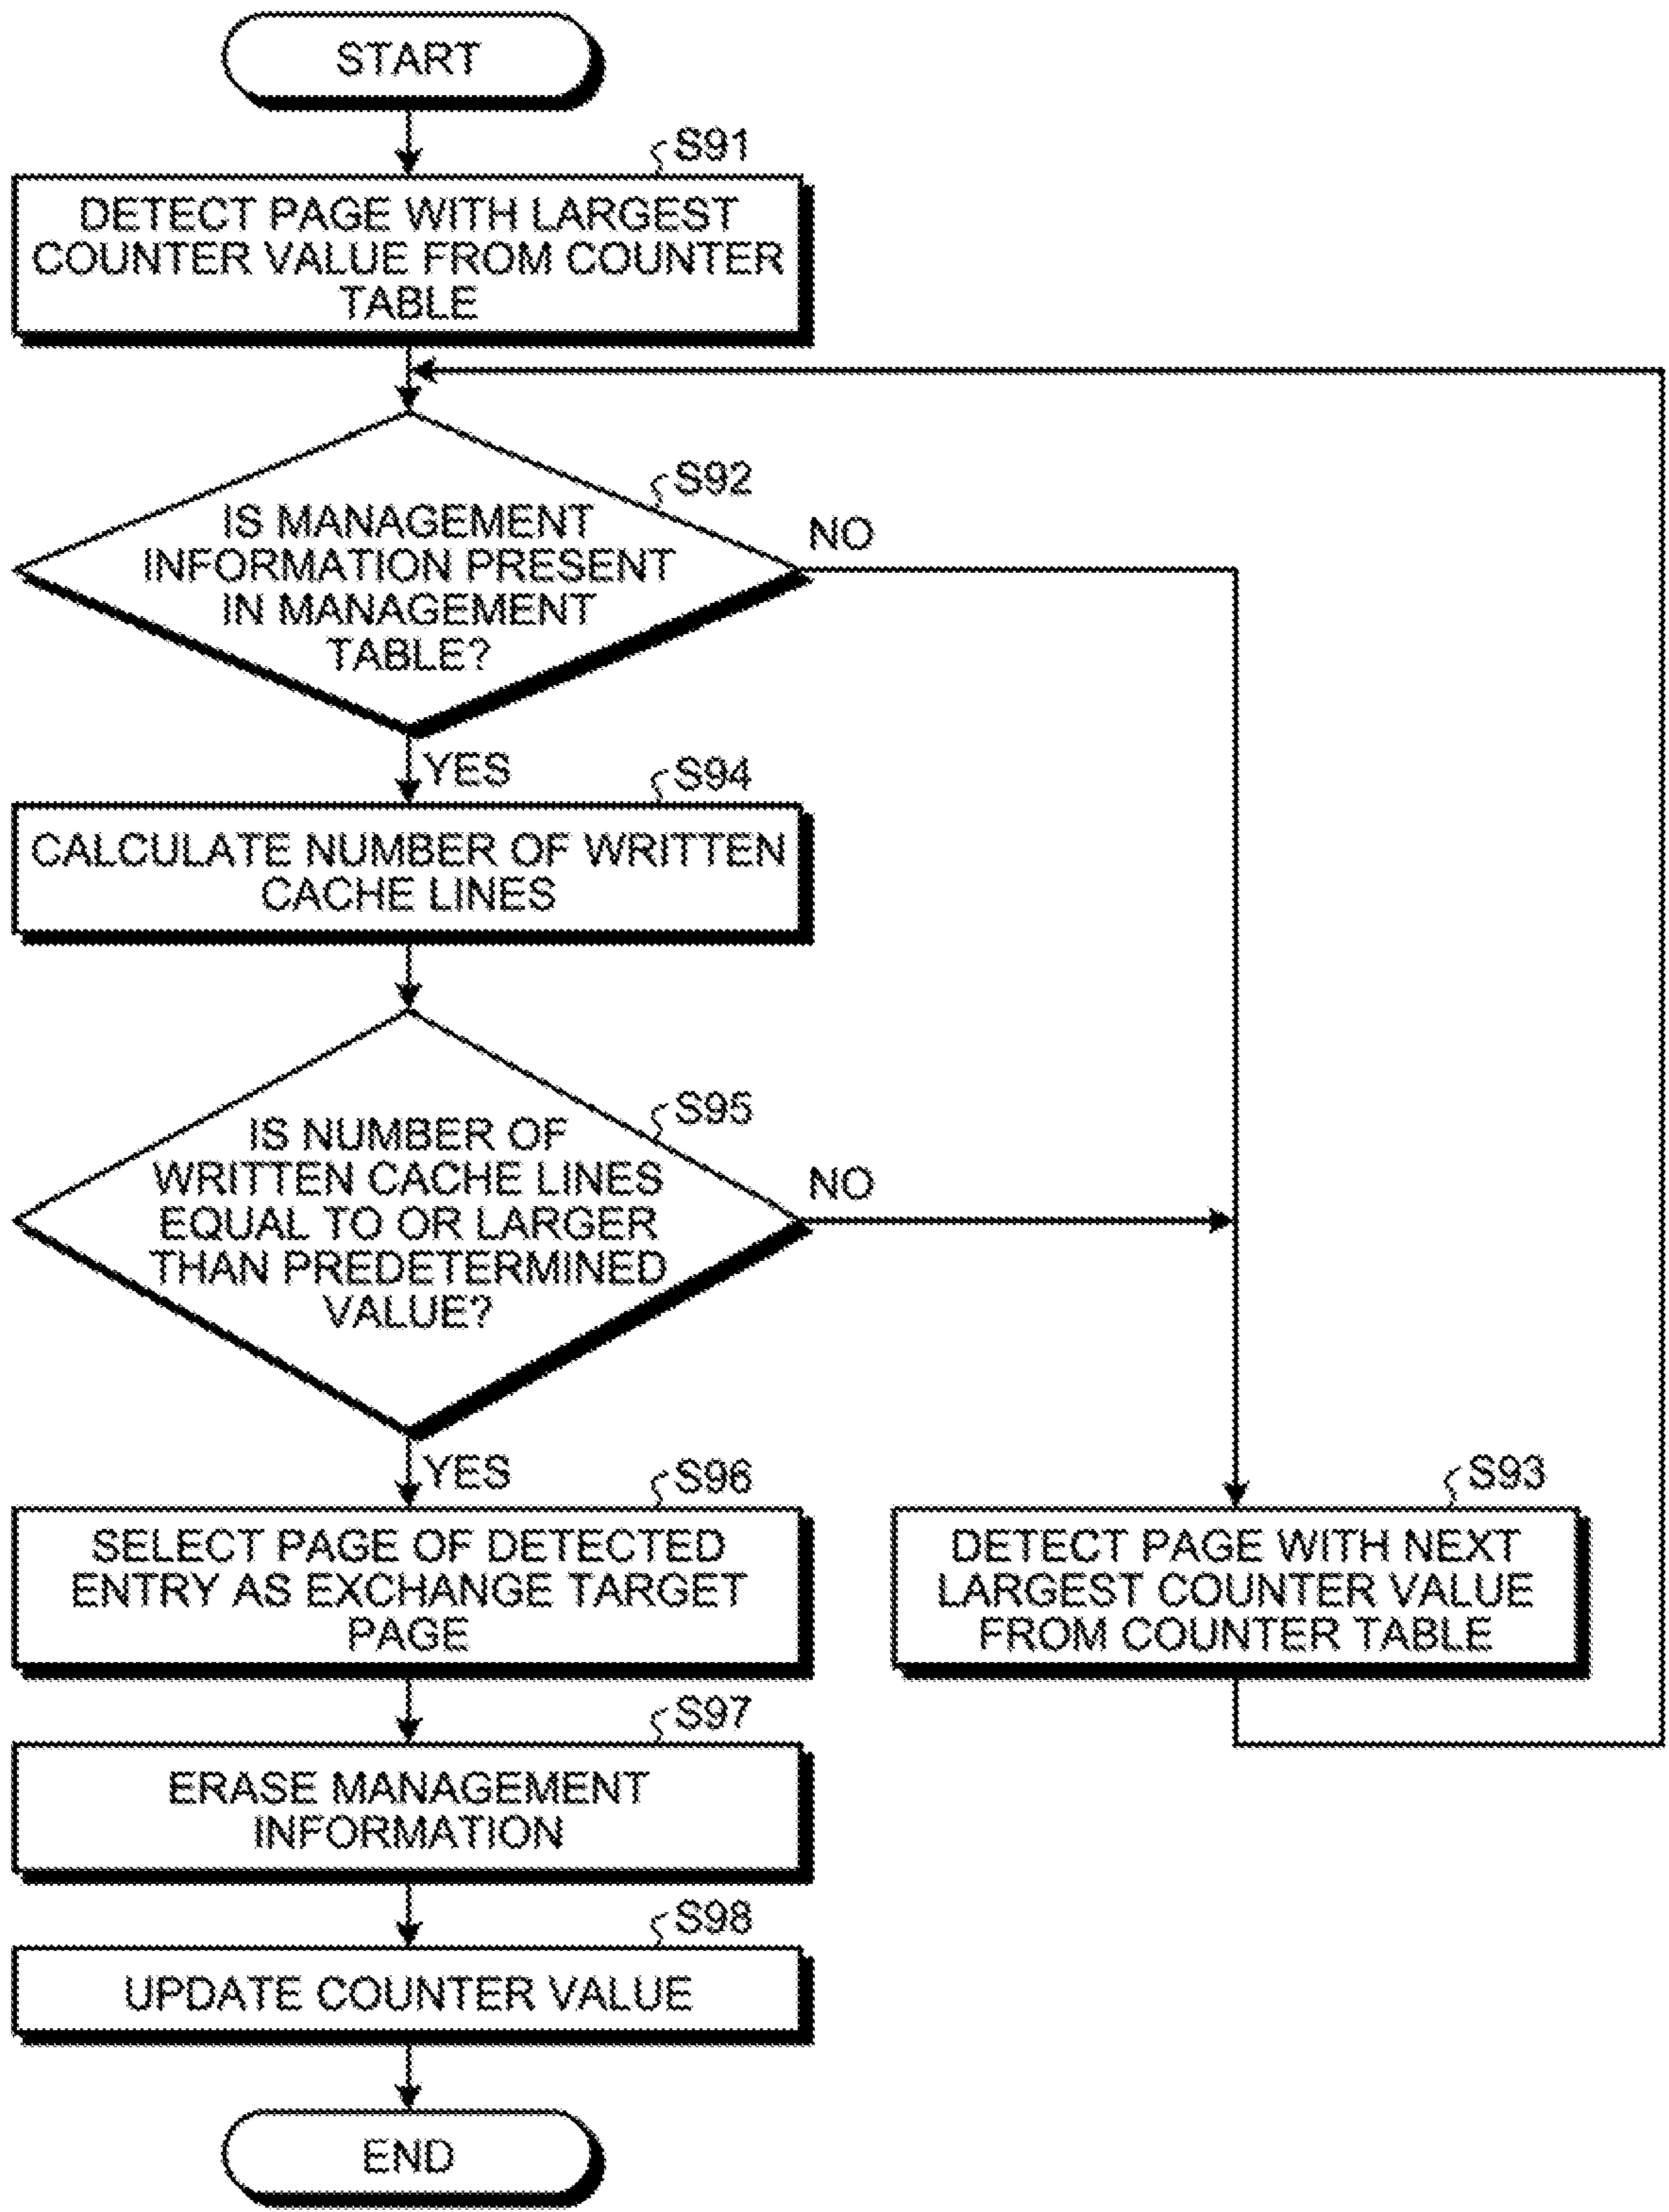 START
S91
DETECT PAGE WITH LARGEST
COUNTER VALUE FROM COUNTER
TABLE
S92
IS MANAGEMENT
INFORMATION PRESENT
IN MANAGEMENT
TABLE?
NO
YES
S94
CALCULATE NUMBER OF WRITTEN
CACHE LINES
S95
IS NUMBER OF
WRITTEN CACHE LINES
EQUAL TO OR LARGER
THAN PREDETERMINED
VALUE?
NO
YES
S96
SELECT PAGE OF DETECTED
ENTRY AS EXCHANGE TARGET
PAGE
S93
DETECT PAGE WITH NEXT
LARGEST COUNTER VALUE
FROM COUNTER TABLE
S97
ERASE MANAGEMENT
INFORMATION
S98
UPDATE COUNTER VALUE
END